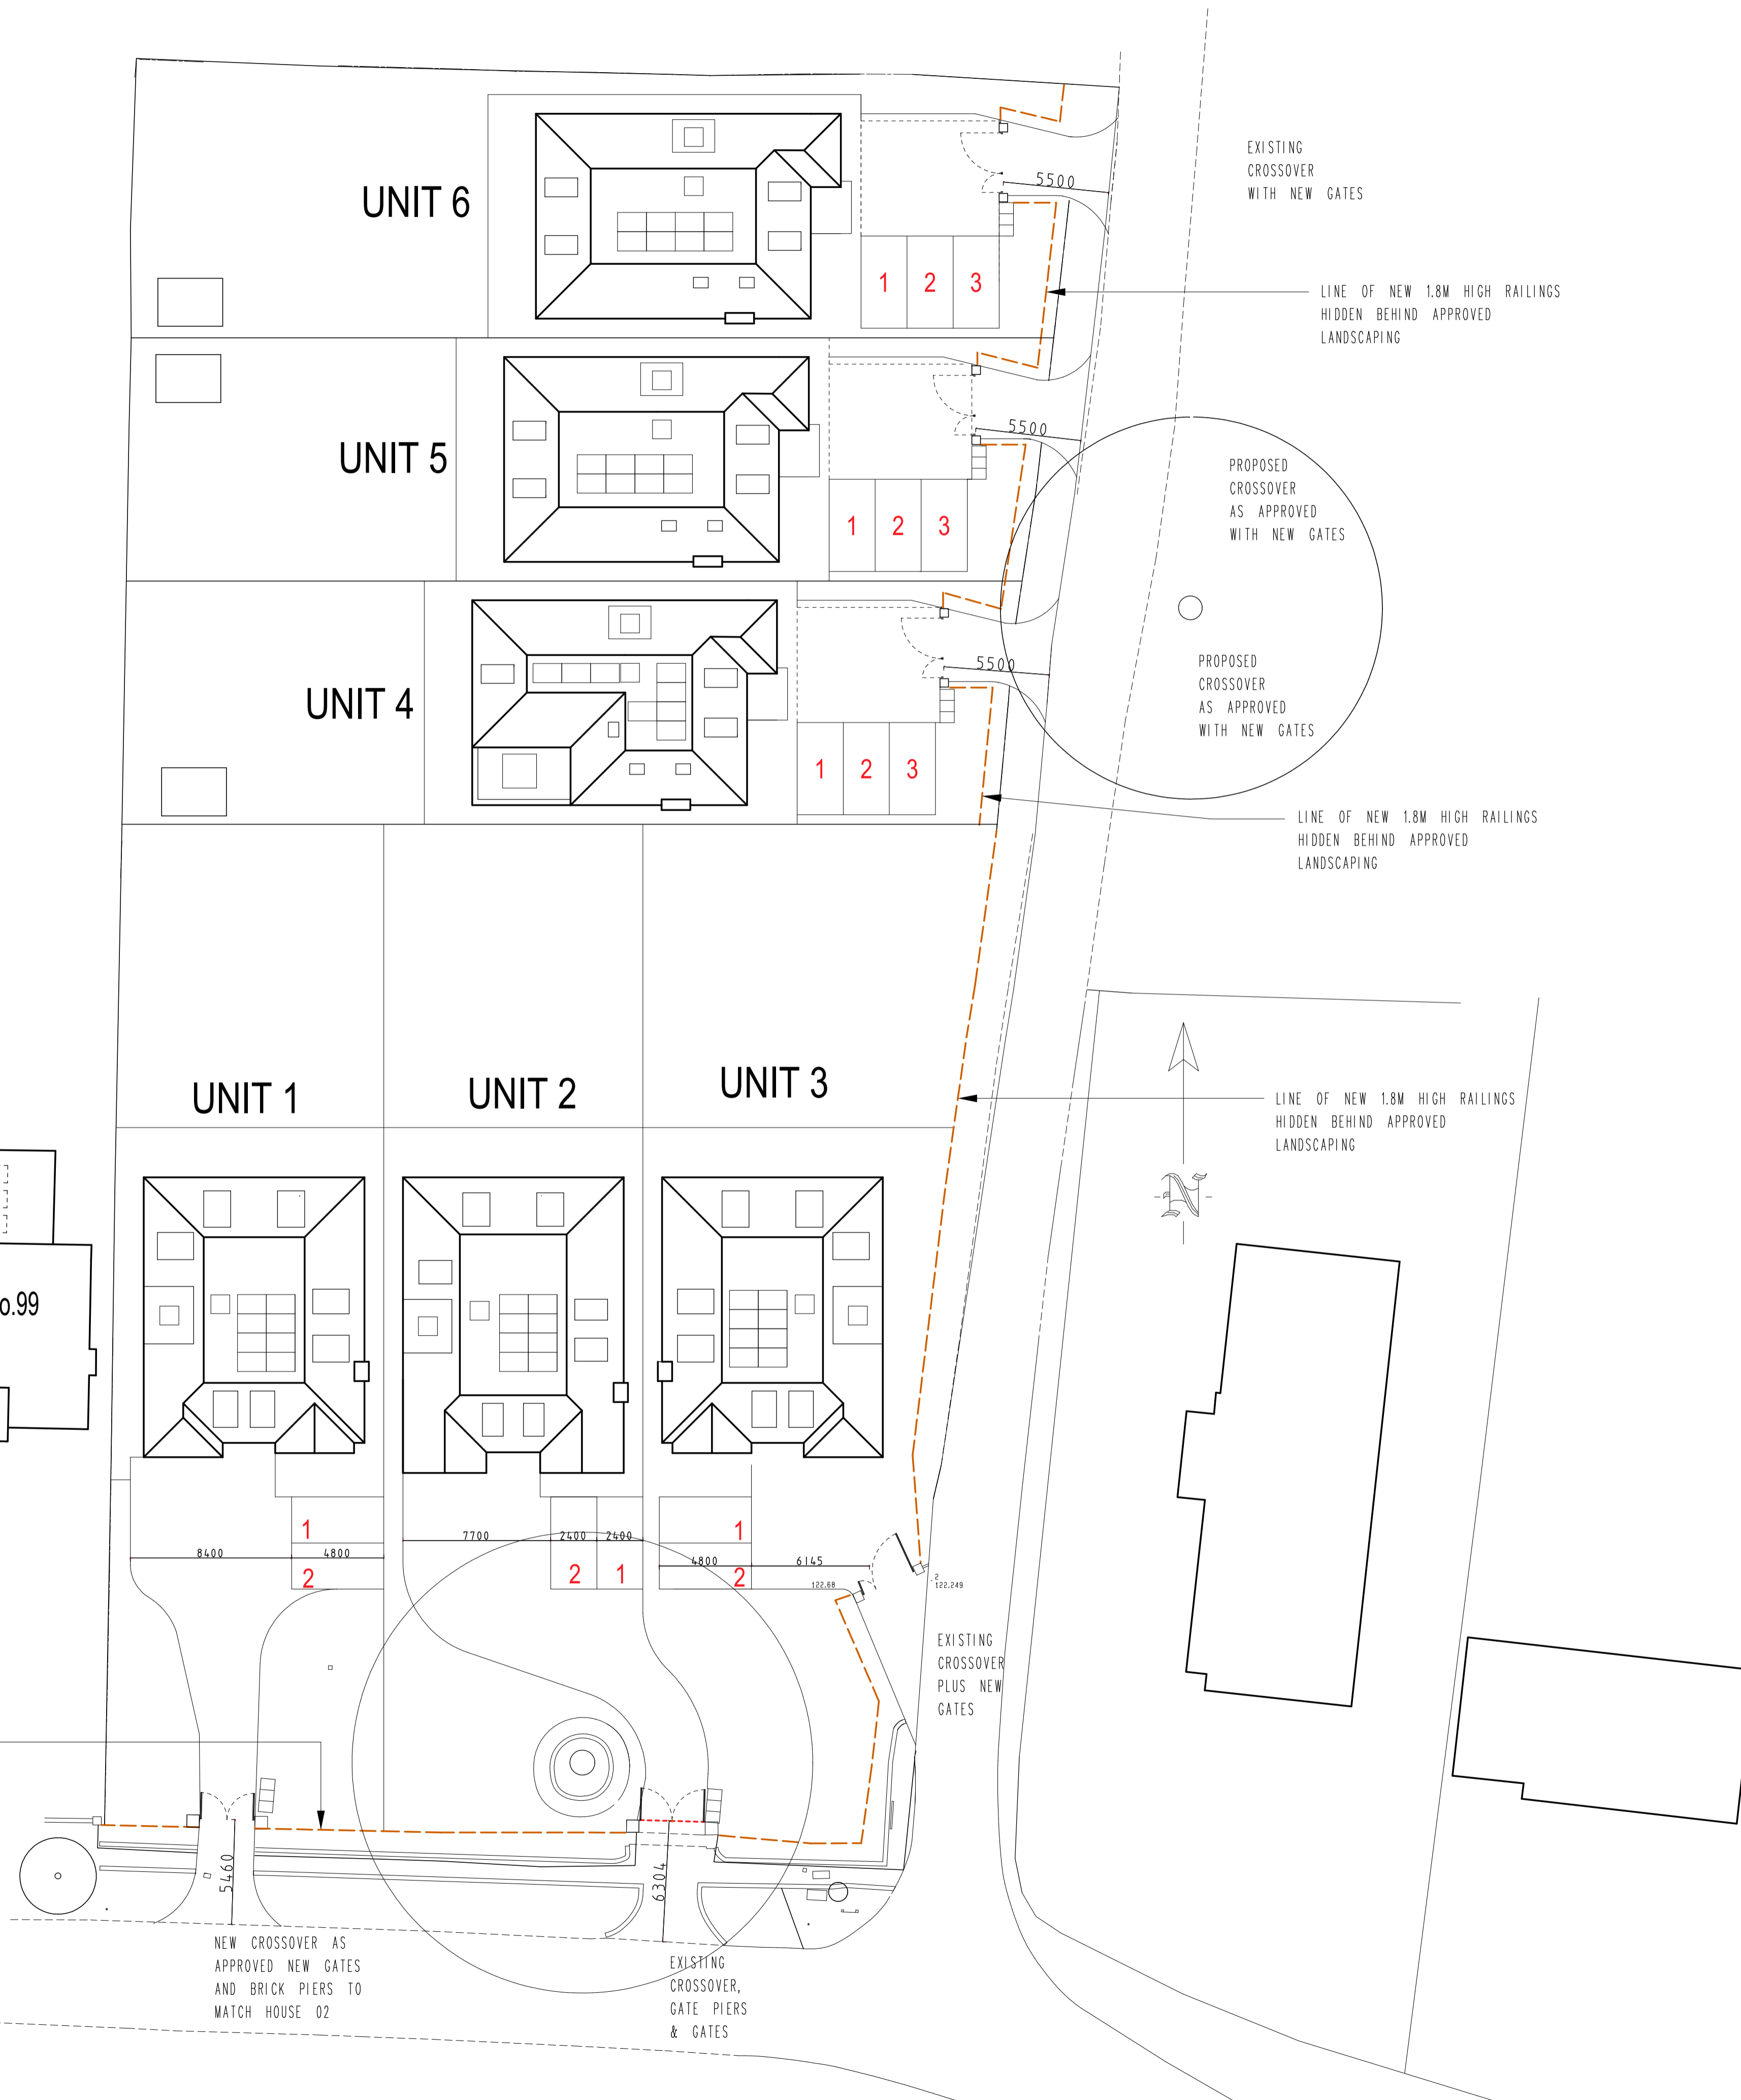 EXISTING
CROSSOVER
WITH NEW GATES
UNIT 6
5500
1 2 3
LINE OF NEW 1.8M HIGH RAILINGS
HIDDEN BEHIND APPROVED
LANDSCAPING
UNIT 5
5500
PROPOSED
CROSSOVER
AS APPROVED
WITH NEW GATES
1 2 3
UNIT 4
5500
PROPOSED
CROSSOVER
AS APPROVED
WITH NEW GATES
1 2 3
LINE OF NEW 1.8M HIGH RAILINGS
HIDDEN BEHIND APPROVED
LANDSCAPING
UNIT 1
UNIT 2
UNIT 3
LINE OF NEW 1.8M HIGH RAILINGS
HIDDEN BEHIND APPROVED
LANDSCAPING
N
o.99
1
8400 4800
2
7700 2400 2400
2 1
1
4800 6145
2
122.68
2
122.249
EXISTING
CROSSOVER
PLUS NEW
GATES
5460
6304
NEW CROSSOVER AS
APPROVED NEW GATES
AND BRICK PIERS TO
MATCH HOUSE 02
EXISTING
CROSSOVER,
GATE PIERS
& GATES